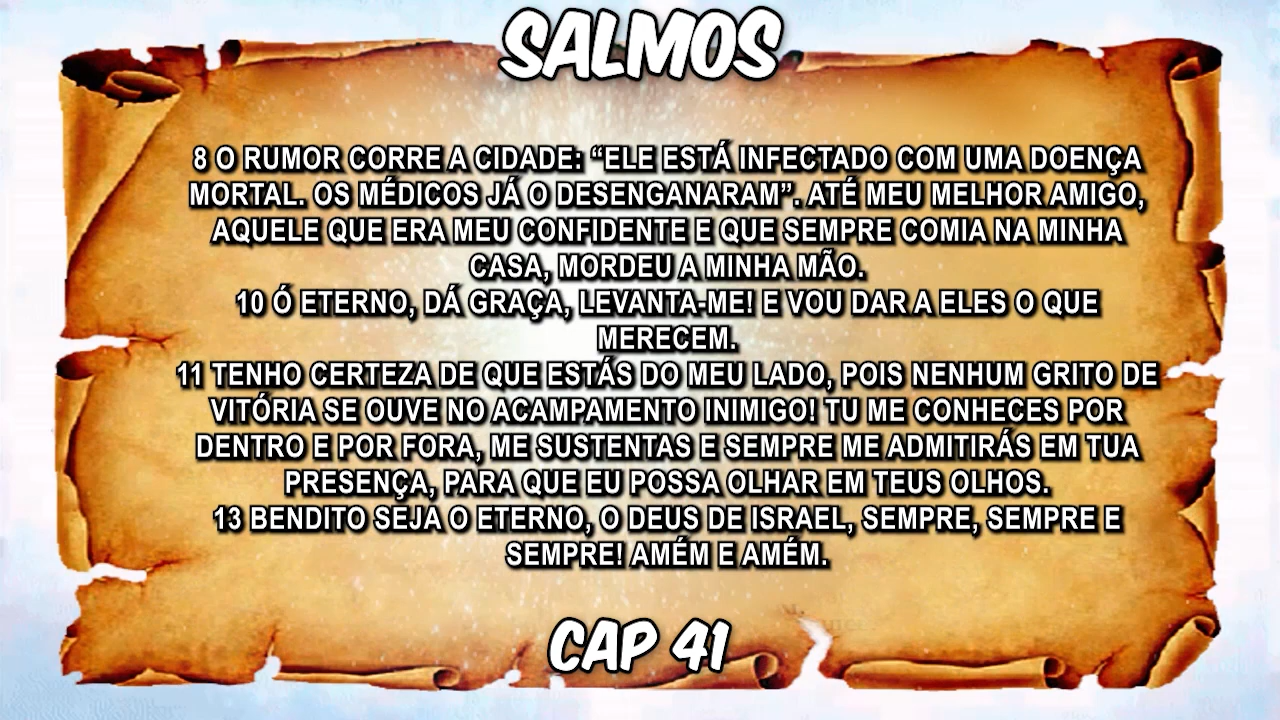 SALMOS
8 O RUMOR CORRE A CIDADE: “ELE ESTÁ INFECTADO COM UMA DOENÇA
MORTAL. OS MÉDICOS JÁ O DESENGANARAM”. ATÉ MEU MELHOR AMIGO,
AQUELE QUE ERA MEU CONFIDENTE E QUE SEMPRE COMIA NA MINHA
CASA, MORDEU A MINHA MÃO.
10 Ó ETERNO, DÁ GRAÇA, LEVANTA-ME! E VOU DAR A ELES O QUE
MERECEM.
11 TENHO CERTEZA DE QUE ESTÁS DO MEU LADO, POIS NENHUM GRITO DE
VITÓRIA SE OUVE NO ACAMPAMENTO INIMIGO! TU ME CONHECES POR
DENTRO E POR FORA, ME SUSTENTAS E SEMPRE ME ADMITIRÁS EM TUA
PRESENÇA, PARA QUE EU POSSA OLHAR EM TEUS OLHOS.
13 BENDITO SEJA O ETERNO, O DEUS DE ISRAEL, SEMPRE, SEMPRE E
SEMPRE! AMÉM E AMÉM.
CAP 41